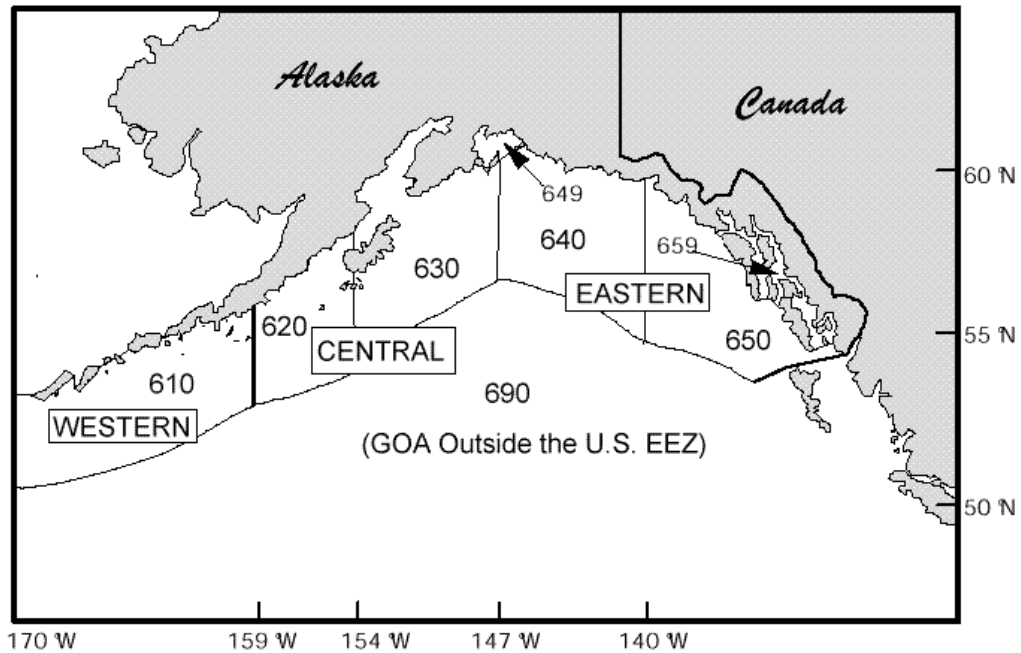 Alaska
Canada
60 °N
649
640
659
630
EASTERN
620
55 °N
650
CENTRAL
610
690
WESTERN
(GOA Outside the U.S. EEZ)
50 °N
170 °W
159 °W
154 °W
147 °W
140 °W